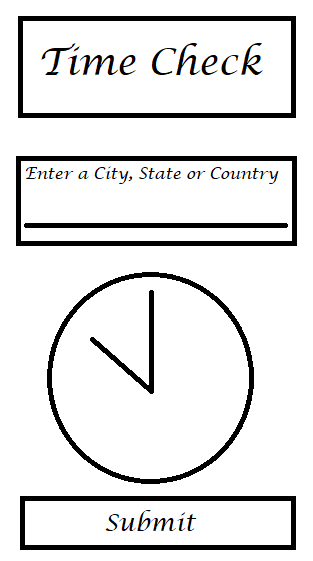 Time Check
Enter a City, State or Country
Submit